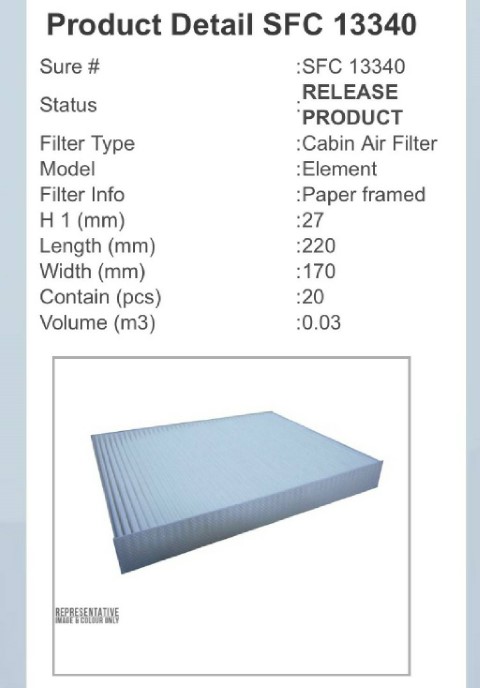 Product Detail SFC 13340
Sure # :SFC 13340
Status :RELEASE PRODUCT
Filter Type :Cabin Air Filter
Model :Element
Filter Info :Paper framed
H 1 (mm) :27
Length (mm) :220
Width (mm) :170
Contain (pcs) :20
Volume (m3) :0.03
REPRESENTATIVE
IMAGE & COLOUR ONLY